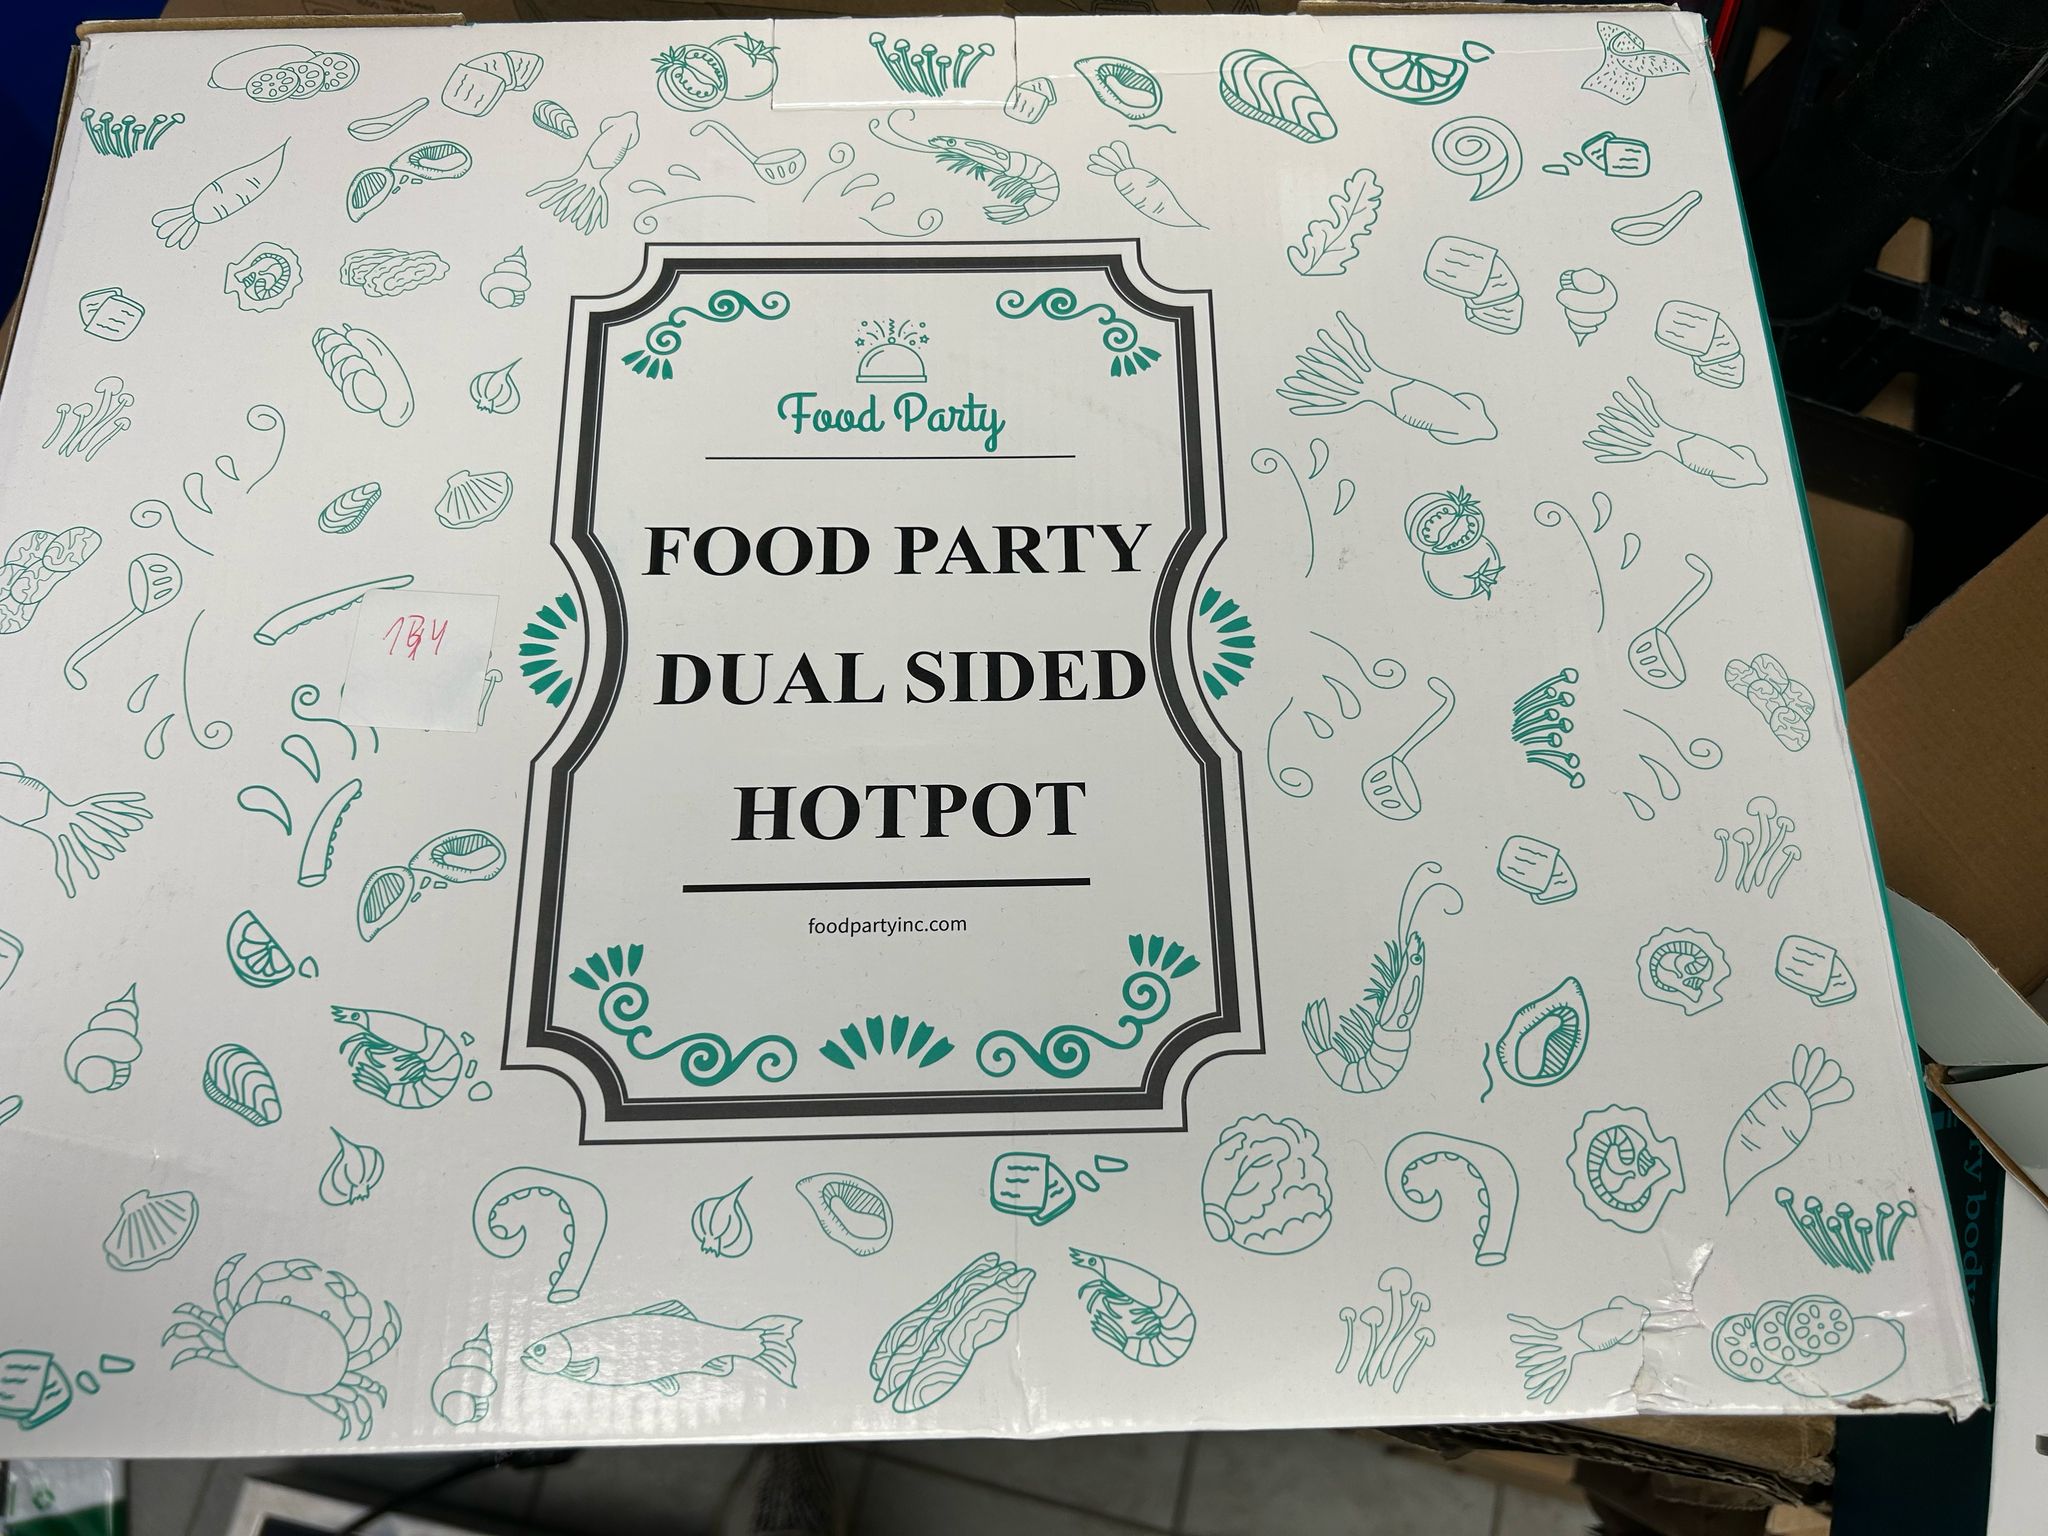 Food Party
FOOD PARTY
DUAL SIDED
HOTPOT
foodpartyinc.com